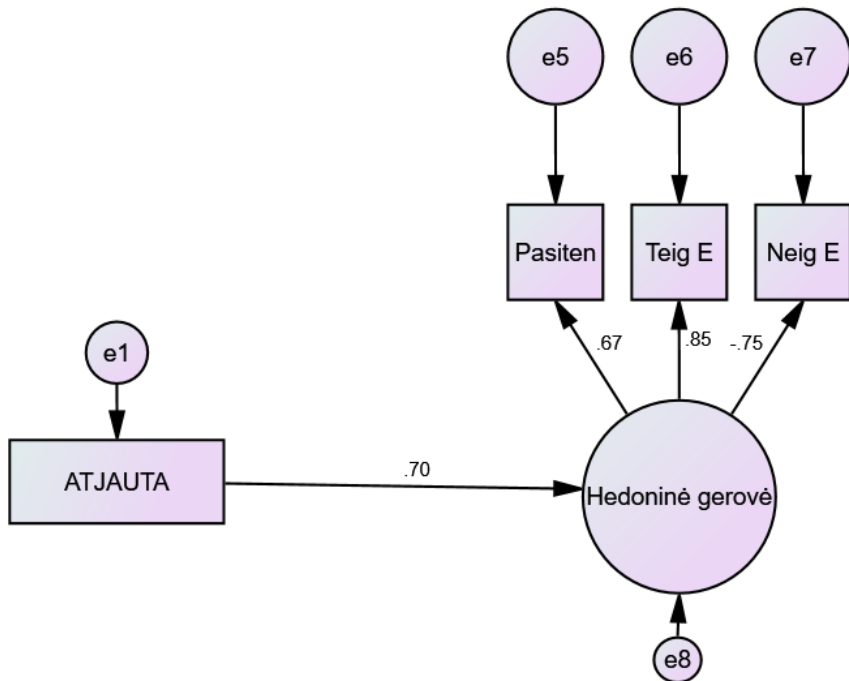 e5
e6
e7
Pasiten
Teig E
Neig E
.67
.85
-.75
e1
ATJAUTA
.70
Hedoninė gerovė
e8